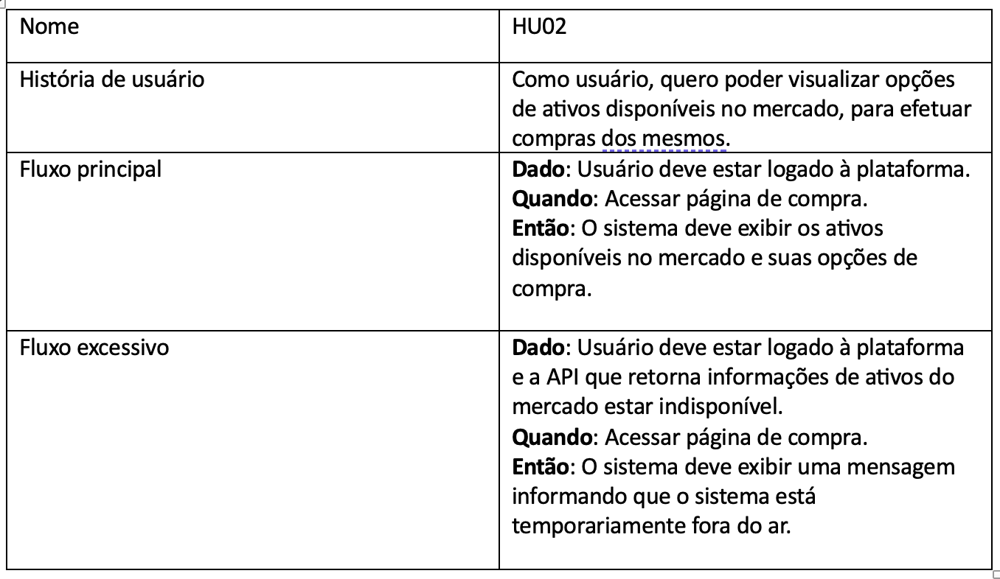 Nome
HU02
História de usuário
Como usuário, quero poder visualizar opções
de ativos disponíveis no mercado, para efetuar
compras dos mesmos.
Fluxo principal
Dado: Usuário deve estar logado à plataforma.
Quando: Acessar página de compra.
Então: O sistema deve exibir os ativos
disponíveis no mercado e suas opções de
compra.
Fluxo excessivo
Dado: Usuário deve estar logado à plataforma
e a API que retorna informações de ativos do
mercado estar indisponível.
Quando: Acessar página de compra.
Então: O sistema deve exibir uma mensagem
informando que o sistema está
temporariamente fora do ar.